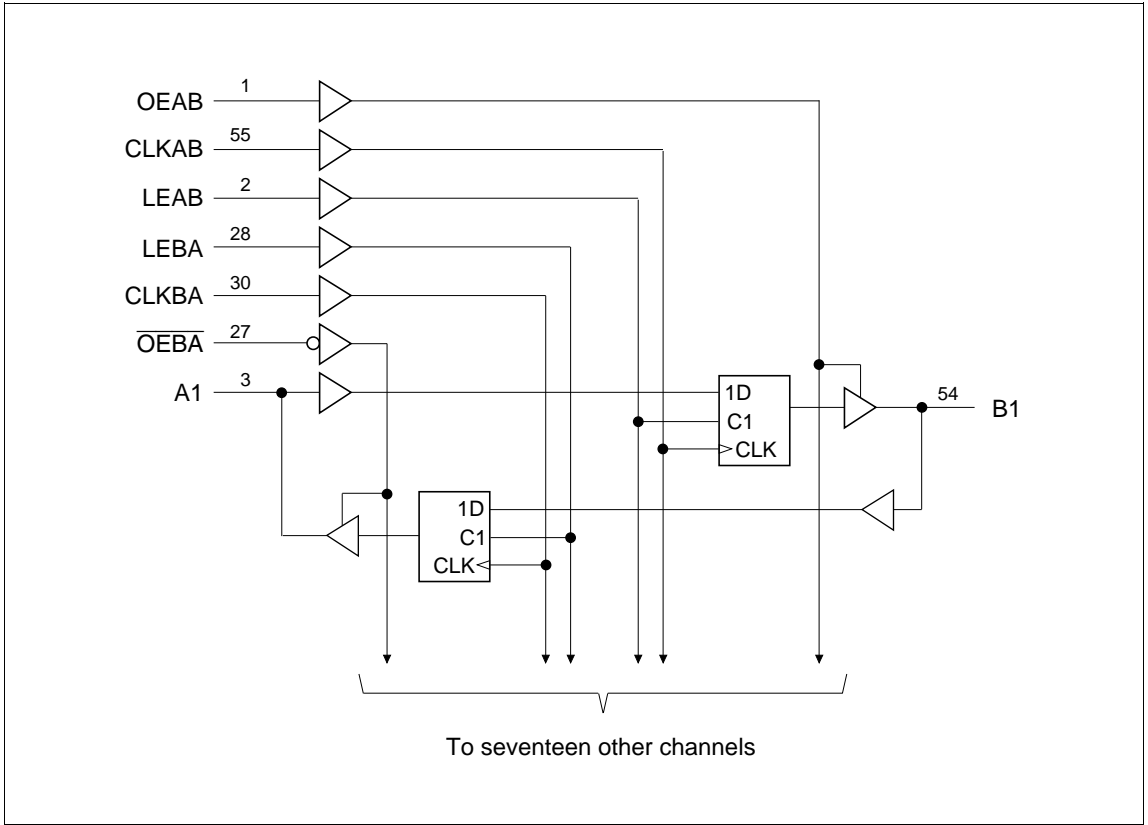 OEAB 1
CLKAB 55
LEAB 2
LEBA 28
CLKBA 30
OEBA 27
A1 3
1D
C1
CLK
54 B1
1D
C1
CLK
To seventeen other channels